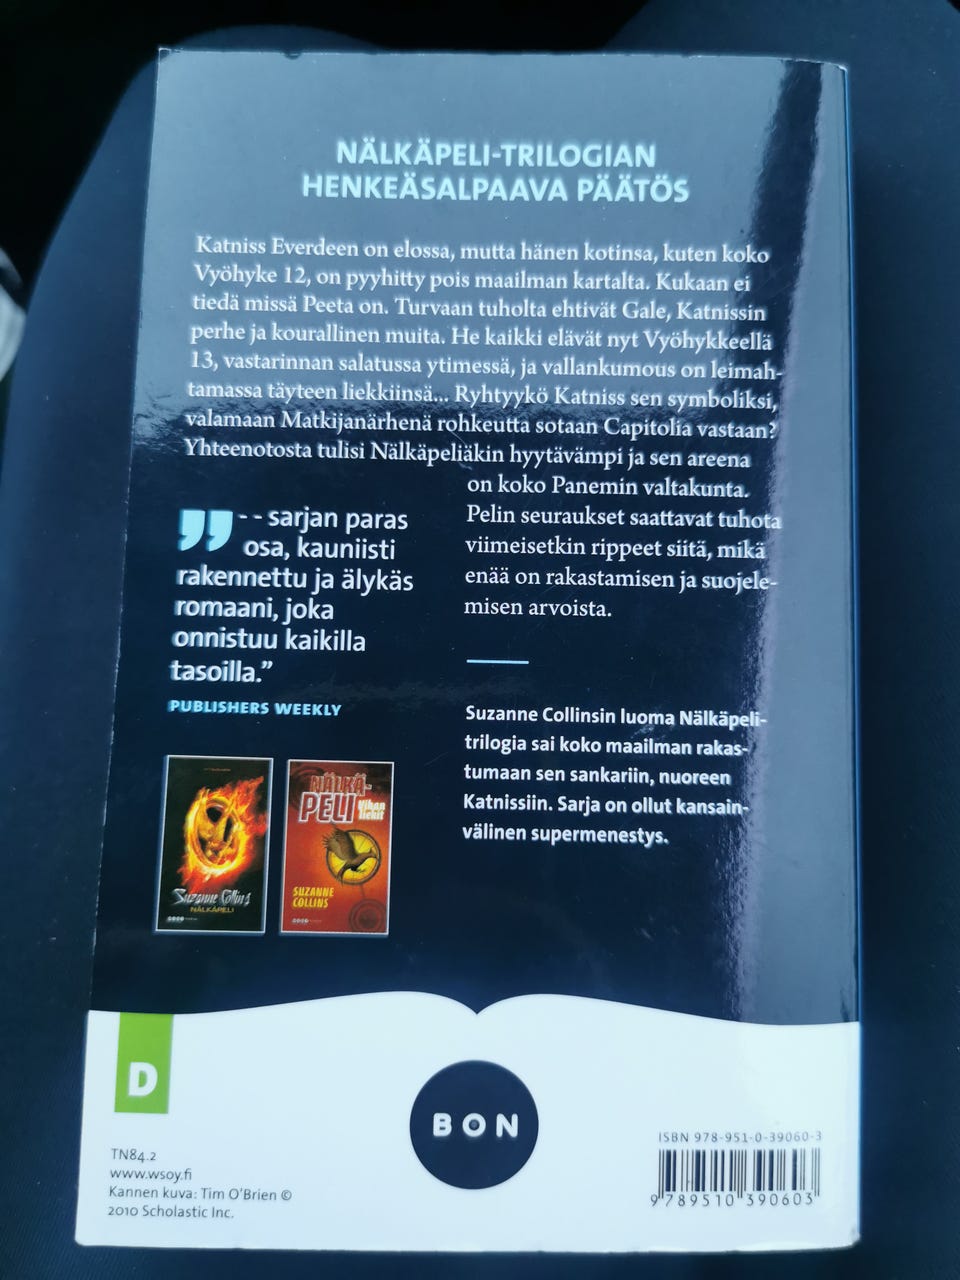 NÄLKÄPELI-TRILOGIAN
HENKEÄSALPAAVA PÄÄTÖS
Katniss Everdeen on elossa, mutta hänen kotinsa, kuten koko
Vyöhyke 12, on pyyhitty pois maailman kartalta. Kukaan ei
tiedä missä Peeta on. Turvaan tuholta ehtivät Gale, Katnissin
perhe ja kourallinen muita. He kaikki elävät nyt Vyöhykkeellä
13, vastarinnan salatussa ytimessä, ja vallankumous on leimah-
tamassa täyteen liekkiinsä... Ryhtyykö Katniss sen symboliksi,
valamaan Matkijanärhenä rohkeutta sotaan Capitolia vastaan?
Yhteenotosta tulisi Nälkäpeliäkin hyytävämpi ja sen areena
on koko Panemin valtakunta.
Pelin seuraukset saattavat tuhota
viimeisetkin rippeet siitä, mikä
enää on rakastamisen ja suojele-
misen arvoista.
” - - sarjan paras
osa, kauniisti
rakennettu ja älykäs
romaani, joka
onnistuu kaikilla
tasoilla.”
PUBLISHERS WEEKLY
Suzanne Collinsin luoma Nälkäpeli-
trilogia sai koko maailman rakas-
tumaan sen sankariin, nuoreen
Katnissiin. Sarja on ollut kansain-
välinen supermenestys.
Suzanne Collins
NÄLKÄPELI
NÄLKÄ-
PELI
Vihan
liekit
SUZANNE
COLLINS
D
BON
TN84.2
www.wsoy.fi
Kannen kuva: Tim O'Brien ©
2010 Scholastic Inc.
ISBN 978-951-0-39060-3
9 789510 390603